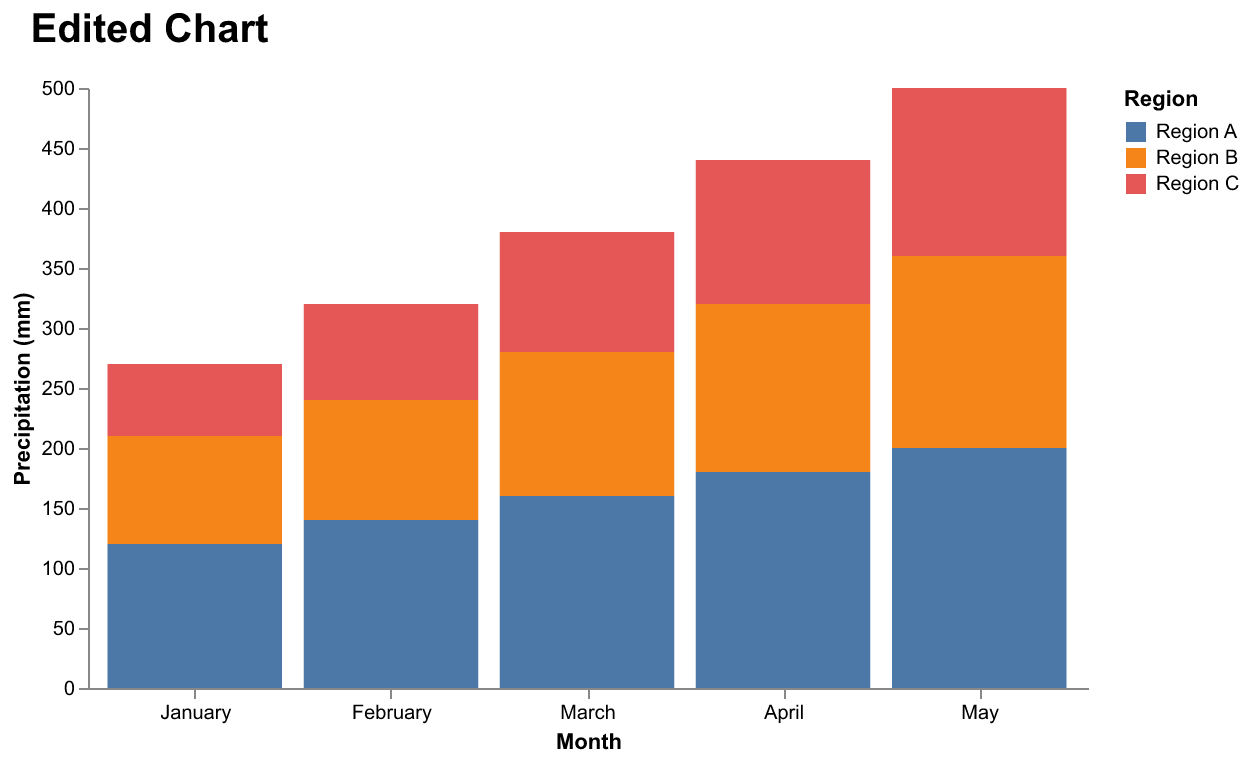 Edited Chart
500
450
400
350
300
250
200
150
100
50
0
Precipitation (mm)
January
February
March
April
May
Month
Region
Region A
Region B
Region C